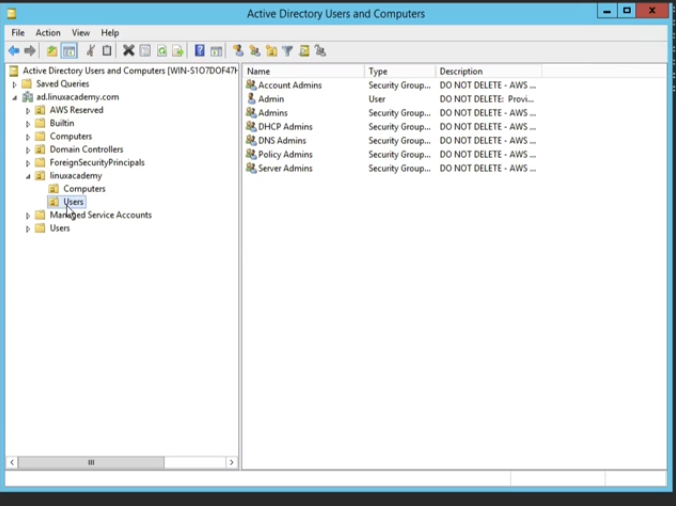 Active Directory Users and Computers
File Action View Help
Active Directory Users and Computers [WIN-S1O7DOF47H
Saved Queries
ad.linuxacademy.com
AWS Reserved
Builtin
Computers
Domain Controllers
ForeignSecurityPrincipals
linuxacademy
Computers
Users
Managed Service Accounts
Users
Name Type Description
Account Admins Security Group... DO NOT DELETE - AWS ...
Admin User DO NOT DELETE: Provi...
Admins Security Group... DO NOT DELETE - AWS ...
DHCP Admins Security Group... DO NOT DELETE - AWS ...
DNS Admins Security Group... DO NOT DELETE - AWS ...
Policy Admins Security Group... DO NOT DELETE - AWS ...
Server Admins Security Group... DO NOT DELETE - AWS ...